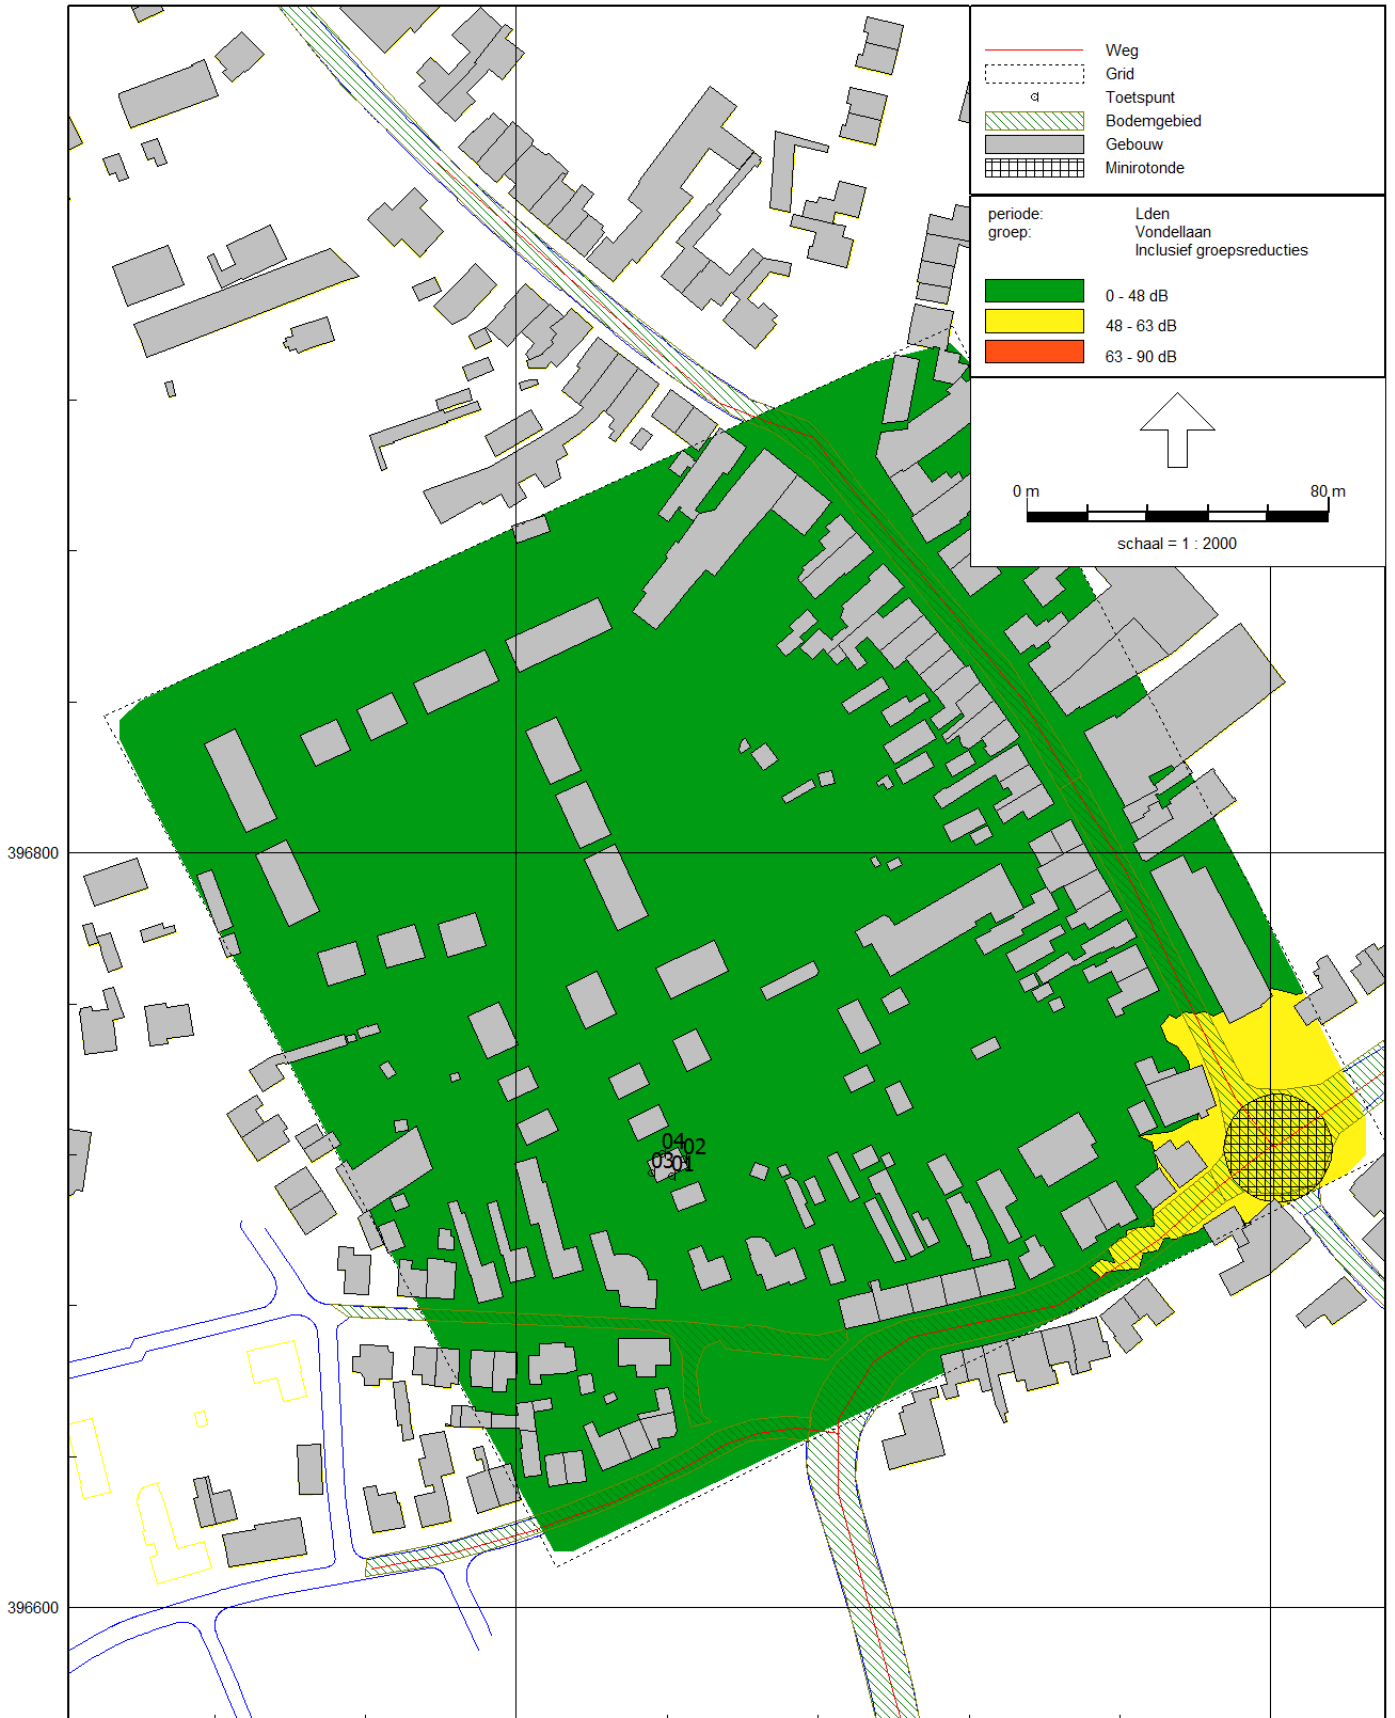 Weg
Grid
Toetspunt
Bodemgebied
Gebouw
Minirotonde
periode: Lden
groep: Vondellaan
Inclusief groepsreducties
0 - 48 dB
48 - 63 dB
63 - 90 dB
0 m 80 m
schaal = 1 : 2000
396800
04
02
03
01
396600